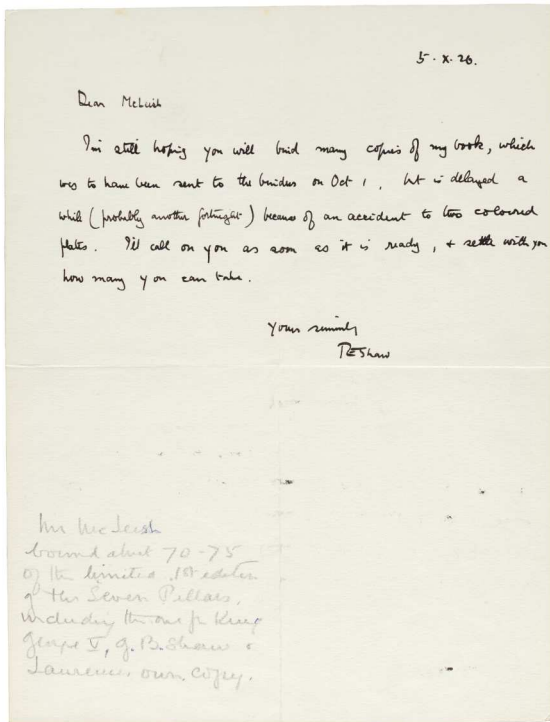 5 · X · 26.
Dear McLeish
I'm still hoping you will bind many copies of my book, which
was to have been sent to the binders on Oct 1, but is delayed a
while (probably another fortnight) because of an accident to two coloured
plates. I'll call on you as soon as it is ready, & settle with you
how many you can take.
Yours sincerely
TEShaw
Mr McLeish
bound about 70-75
of the limited 1st edition
of the Seven Pillars,
including the one for King
George V, G.B. Shaw &
Lawrence's own copy.